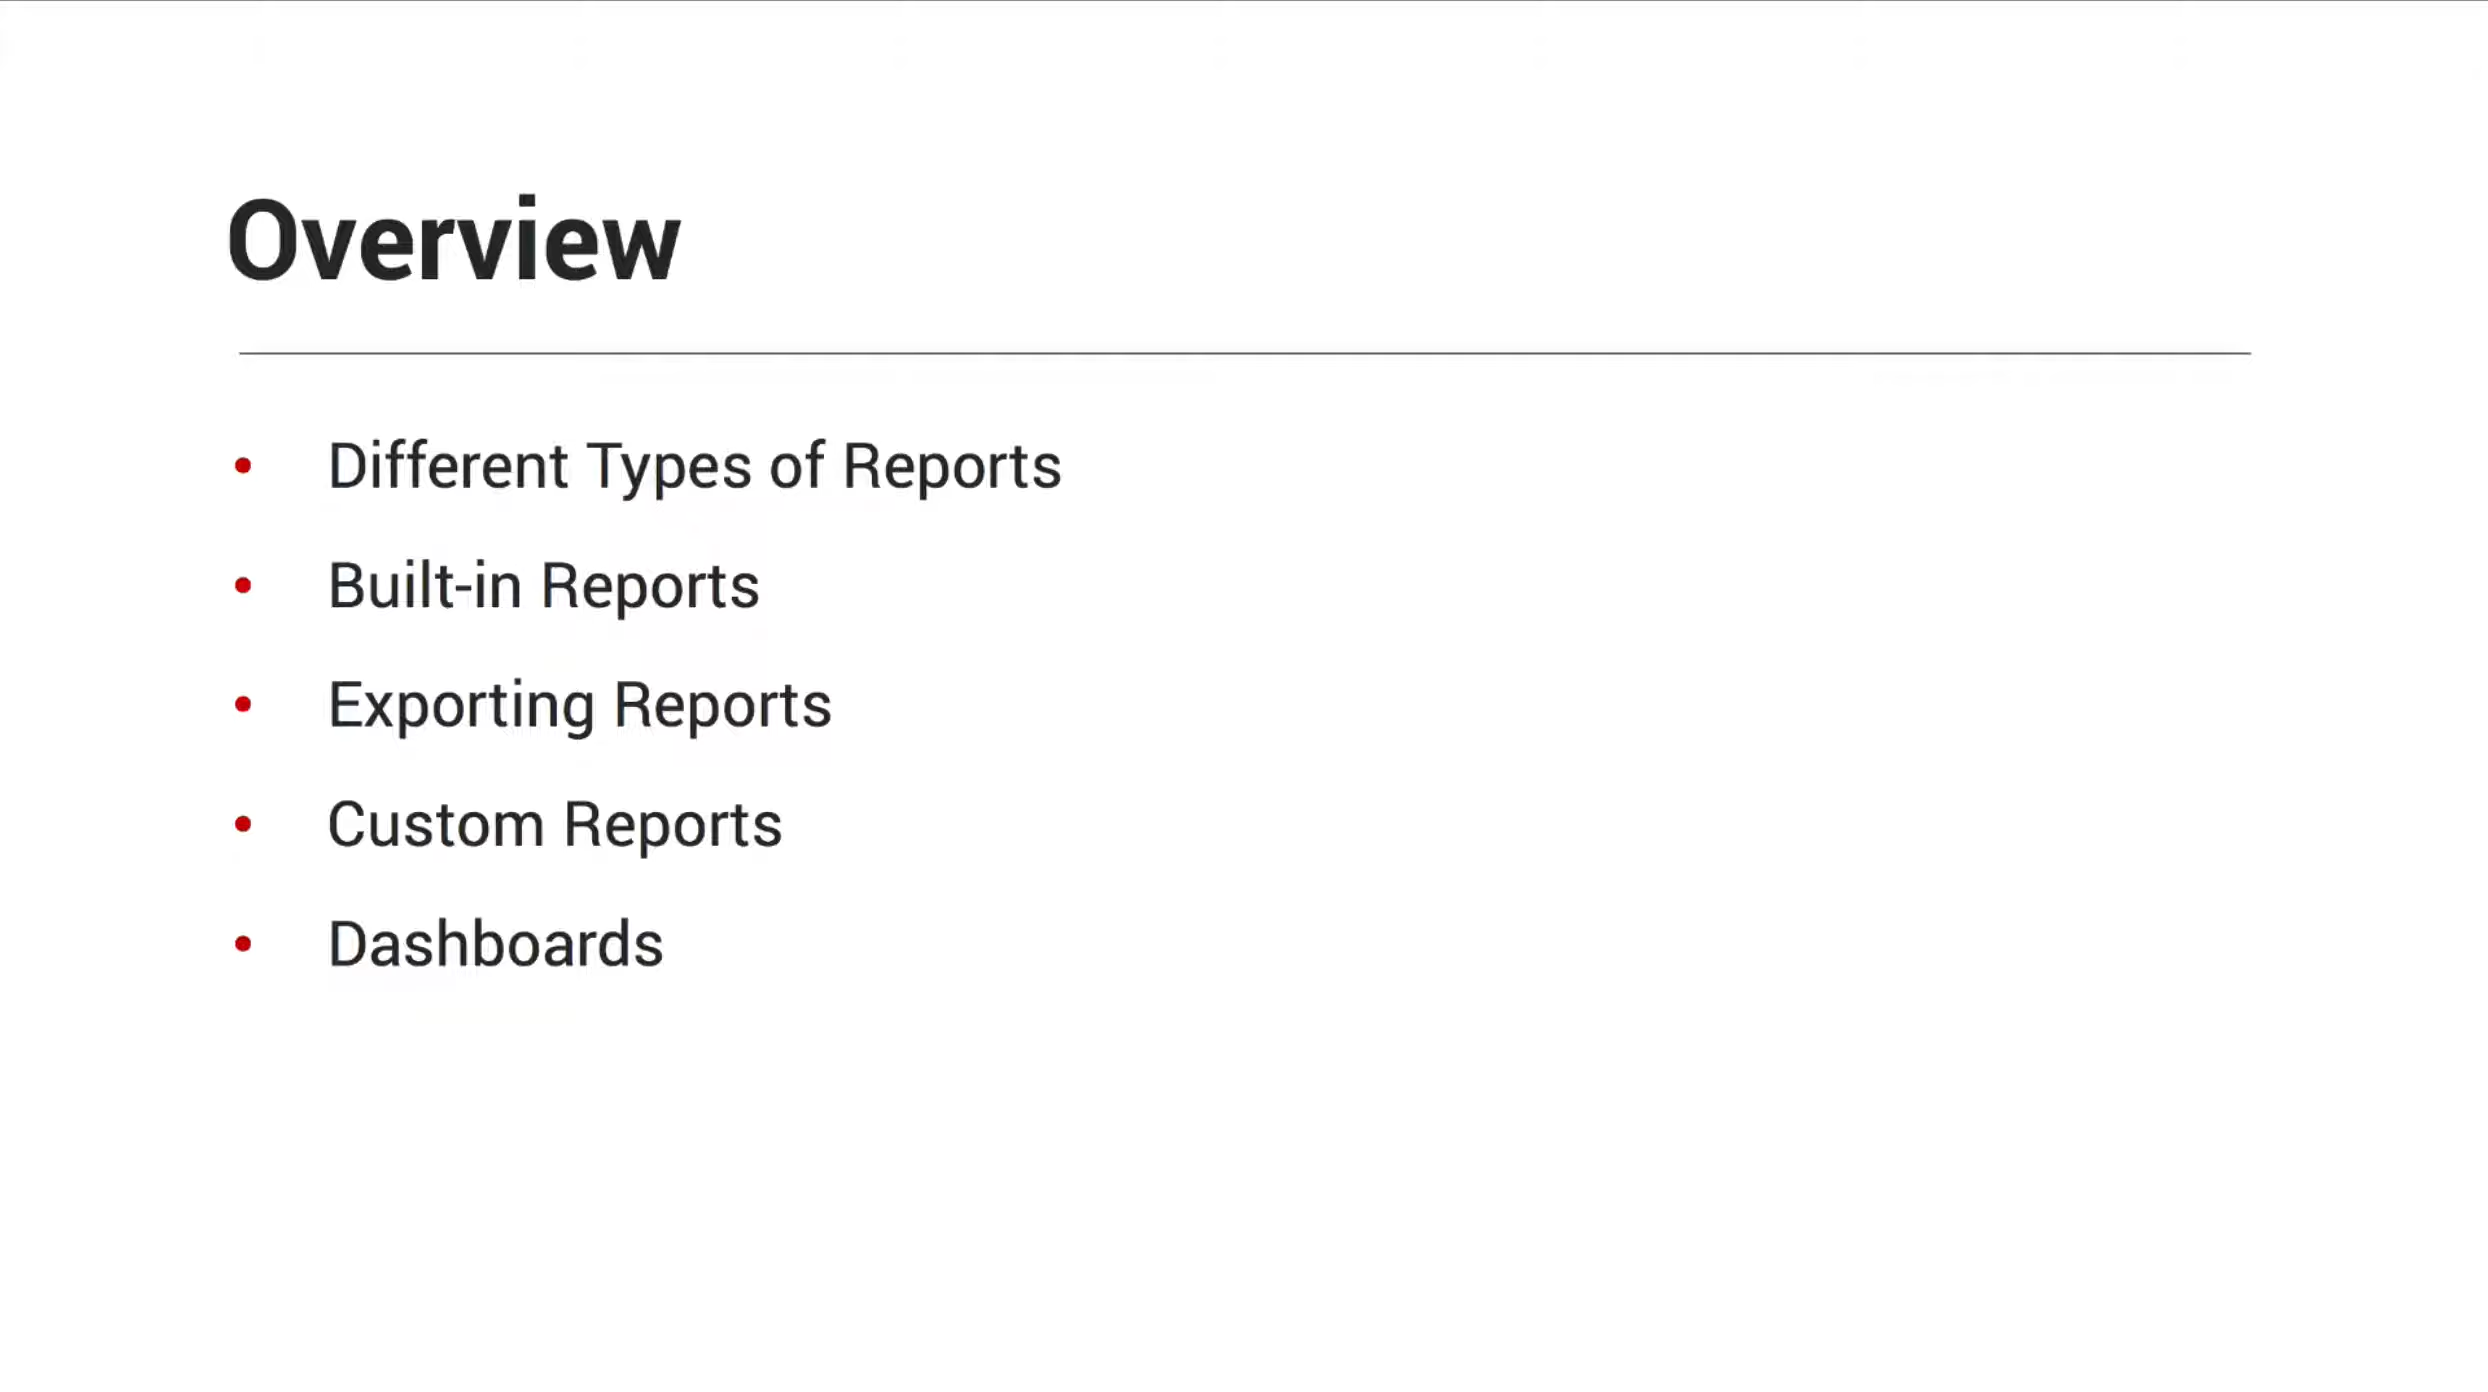 Overview
• Different Types of Reports
• Built-in Reports
• Exporting Reports
• Custom Reports
• Dashboards